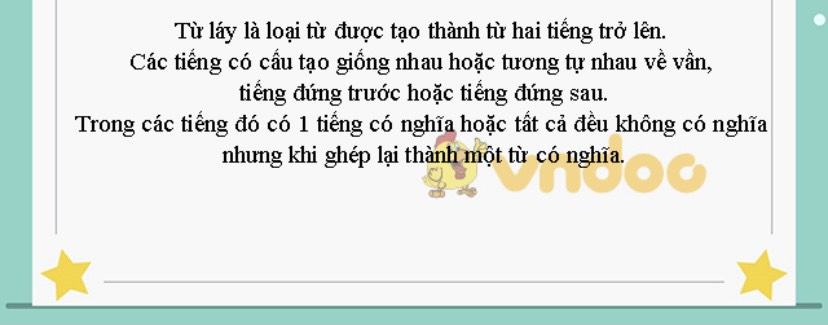 Từ láy là loại từ được tạo thành từ hai tiếng trở lên.
Các tiếng có cấu tạo giống nhau hoặc tương tự nhau về vần,
tiếng đứng trước hoặc tiếng đứng sau.
Trong các tiếng đó có 1 tiếng có nghĩa hoặc tất cả đều không có nghĩa
nhưng khi ghép lại thành một từ có nghĩa.
vndoc